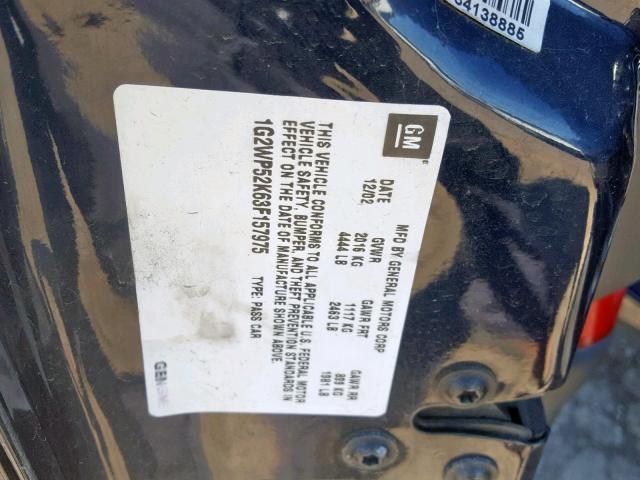 34138885
GM
MFD BY GENERAL MOTORS CORP
DATE GVWR GAWR FRT GAWR RR
12/02 2016 KG 1117 KG 899 KG
4444 LB 2463 LB 1981 LB
THIS VEHICLE CONFORMS TO ALL APPLICABLE U.S. FEDERAL MOTOR
VEHICLE SAFETY, BUMPER, AND THEFT PREVENTION STANDARDS IN
EFFECT ON THE DATE OF MANUFACTURE SHOWN ABOVE.
1G2WP52K63F157975 TYPE: PASS CAR